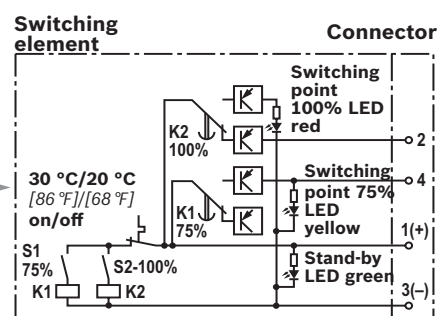 Switching
element
Connector
Switching
point
100% LED
red
K2
100%
2
Switching
point 75%
LED
yellow
4
30 °C/20 °C
[86 °F]/[68 °F]
on/off
K1
75%
1(+)
S1
75%
S2-100%
Stand-by
LED green
K1
K2
3(–)